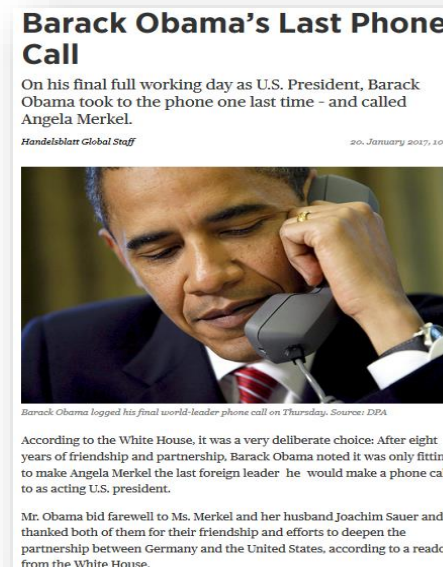 Barack Obama's Last Phone
Call
On his final full working day as U.S. President, Barack
Obama took to the phone one last time - and called
Angela Merkel.
Handelsblatt Global Staff
20. January 2017, 10
Barack Obama logged his final world-leader phone call on Thursday. Source: DPA
According to the White House, it was a very deliberate choice: After eight
years of friendship and partnership, Barack Obama noted it was only fittin
to make Angela Merkel the last foreign leader he would make a phone ca
to as acting U.S. president.
Mr. Obama bid farewell to Ms. Merkel and her husband Joachim Sauer and
thanked both of them for their friendship and efforts to deepen the
partnership between Germany and the United States, according to a reado
from the White House.